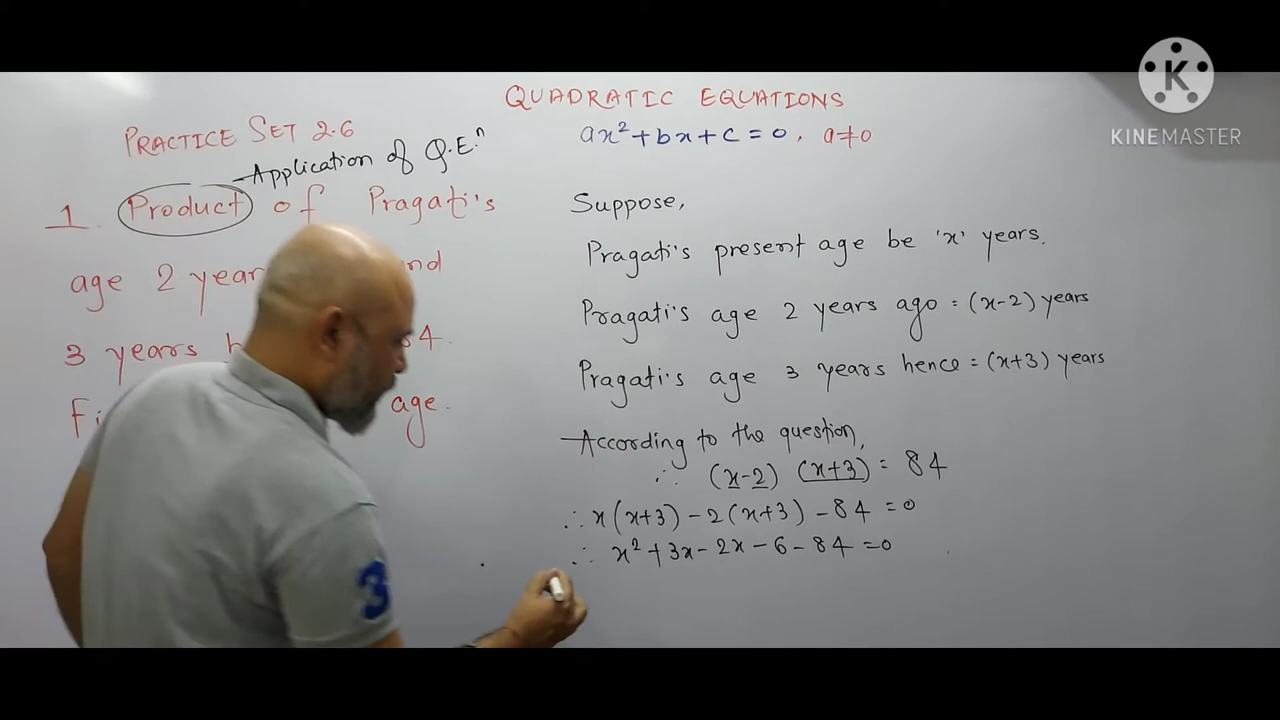 KINEMASTER
QUADRATIC EQUATIONS
ax²+bx+c=0, a≠0
PRACTICE SET 2.6
Application of Q.Eⁿ
1. Product of Pragati's
age 2 and
3 years 84.
age.
Suppose,
Pragati's present age be 'x' years.
Pragati's age 2 years ago = (x-2) years
Pragati's age 3 years hence = (x+3) years
According to the question,
∴ (x-2) (x+3) = 84
∴ x(x+3) -2(x+3) -84 =0
∴ x²+3x-2x-6-84=0
3